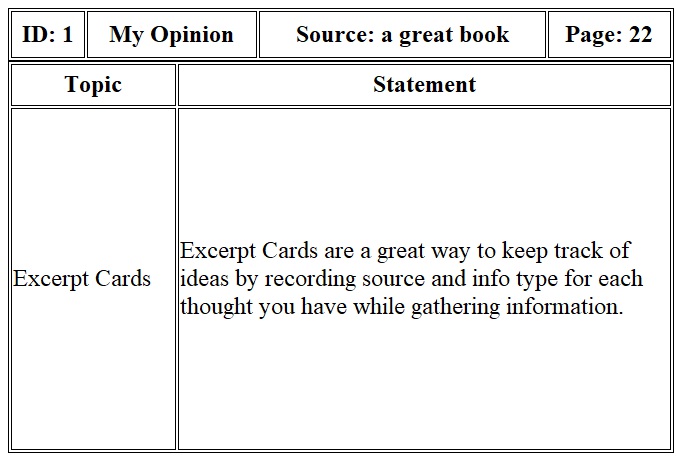 ID: 1 My Opinion Source: a great book Page: 22
Topic Statement
Excerpt Cards
Excerpt Cards are a great way to keep track of
ideas by recording source and info type for each
thought you have while gathering information.